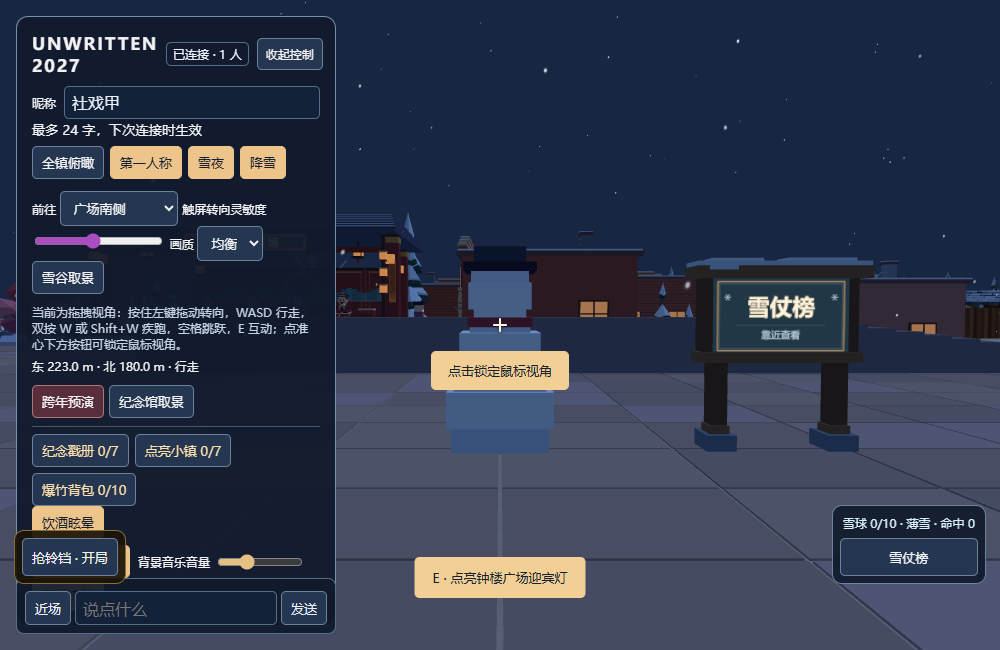 UNWRITTEN
2027
已连接 · 1 人
收起控制
昵称
社戏甲
最多 24 字，下次连接时生效
全镇俯瞰
第一人称
雪夜
降雪
前往
广场南侧
触屏转向灵敏度
画质
均衡
雪谷取景
当前为拖拽视角：按住左键拖动转向，WASD 行走，
双按 W 或 Shift+W 疾跑，空格跳跃，E 互动；点准
心下方按钮可锁定鼠标视角。
东 223.0 m · 北 180.0 m · 行走
跨年预演
纪念馆取景
纪念戳册 0/7
点亮小镇 0/7
爆竹背包 0/10
饮酒眩晕
抢铃铛 · 开局
背景音乐音量
近场
说点什么
发送
点击锁定鼠标视角
E · 点亮钟楼广场迎宾灯
雪仗榜
靠近查看
雪球 0/10 · 薄雪 · 命中 0
雪仗榜